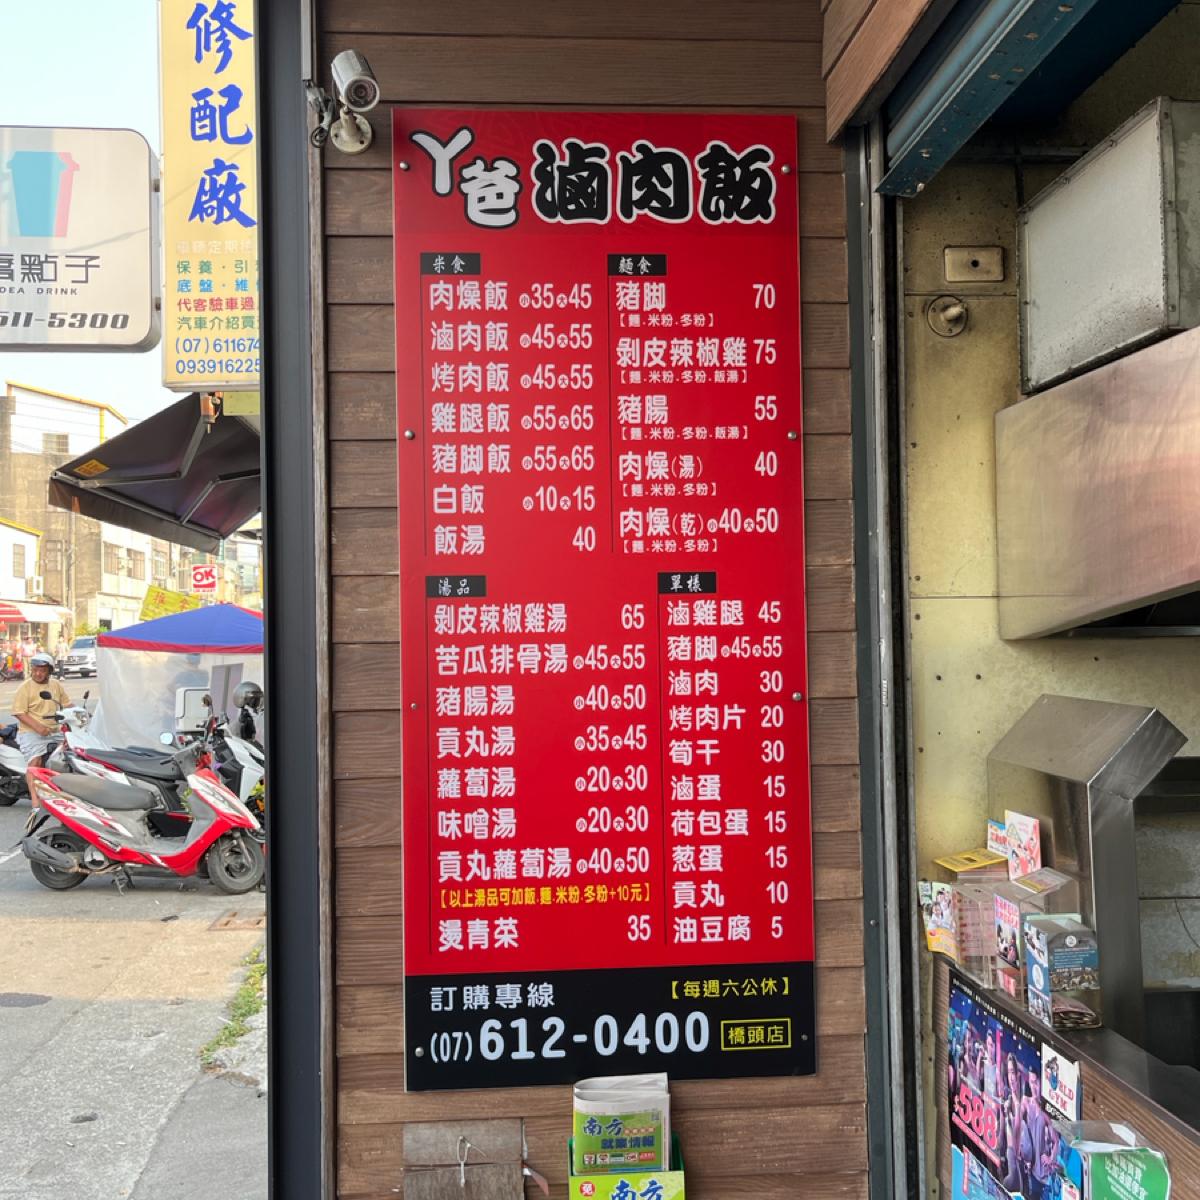 修配廠
保養．引
底盤．維
代客驗車過
汽車介紹買
(07)61167
093916225
點子
DEA DRINK
511-5300
OK
丫爸滷肉飯
米食
肉燥飯 小35大45
滷肉飯 小45大55
烤肉飯 小45大55
雞腿飯 小55大65
豬脚飯 小55大65
白飯 小10大15
飯湯 40
麵食
豬脚 70
【麵.米粉.冬粉】
剝皮辣椒雞 75
【麵.米粉.冬粉.飯湯】
豬腸 55
【麵.米粉.冬粉.飯湯】
肉燥(湯) 40
【麵.米粉.冬粉】
肉燥(乾) 小40大50
【麵.米粉.冬粉】
湯品
剝皮辣椒雞湯 65
苦瓜排骨湯 小45大55
豬腸湯 小40大50
貢丸湯 小35大45
蘿蔔湯 小20大30
味噌湯 小20大30
貢丸蘿蔔湯 小40大50
【以上湯品可加飯.麵.米粉.冬粉+10元】
燙青菜 35
單樣
滷雞腿 45
豬脚 小45大55
滷肉 30
烤肉片 20
筍干 30
滷蛋 15
荷包蛋 15
葱蛋 15
貢丸 10
油豆腐 5
訂購專線
【每週六公休】
(07)612-0400
橋頭店
南方
就業情報
南方
$588
WORLD
GYM